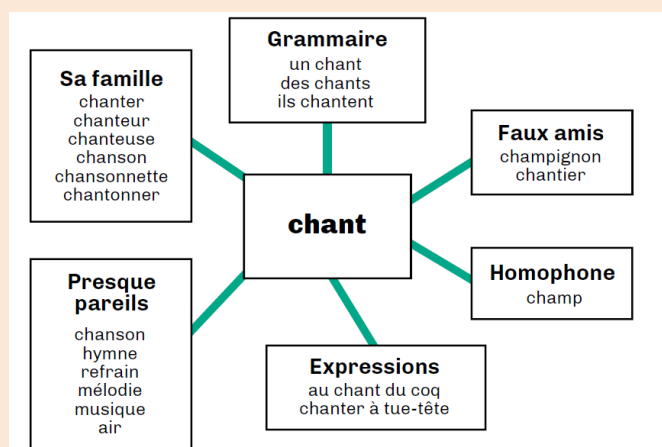 Grammaire
un chant
des chants
ils chantent
Sa famille
chanter
chanteur
chanteuse
chanson
chansonnette
chantonner
Faux amis
champignon
chantier
chant
Homophone
champ
Presque
pareils
chanson
hymne
refrain
mélodie
musique
air
Expressions
au chant du coq
chanter à tue-tête